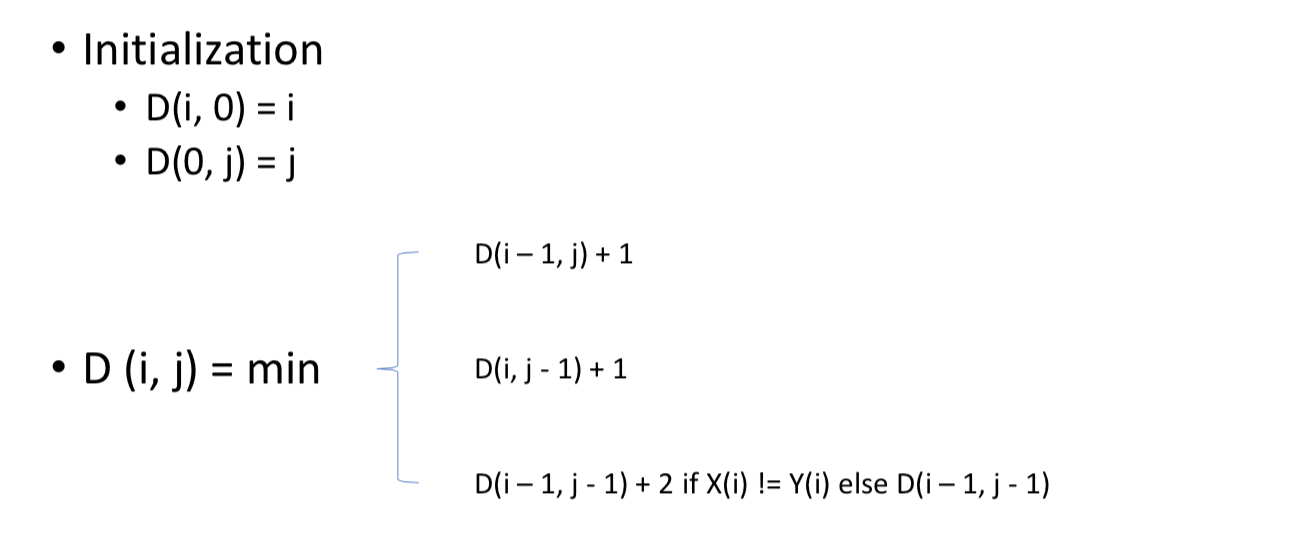 • Initialization
• D(i, 0) = i
• D(0, j) = j
D(i – 1, j) + 1
• D (i, j) = min
D(i, j - 1) + 1
D(i – 1, j - 1) + 2 if X(i) != Y(i) else D(i – 1, j - 1)